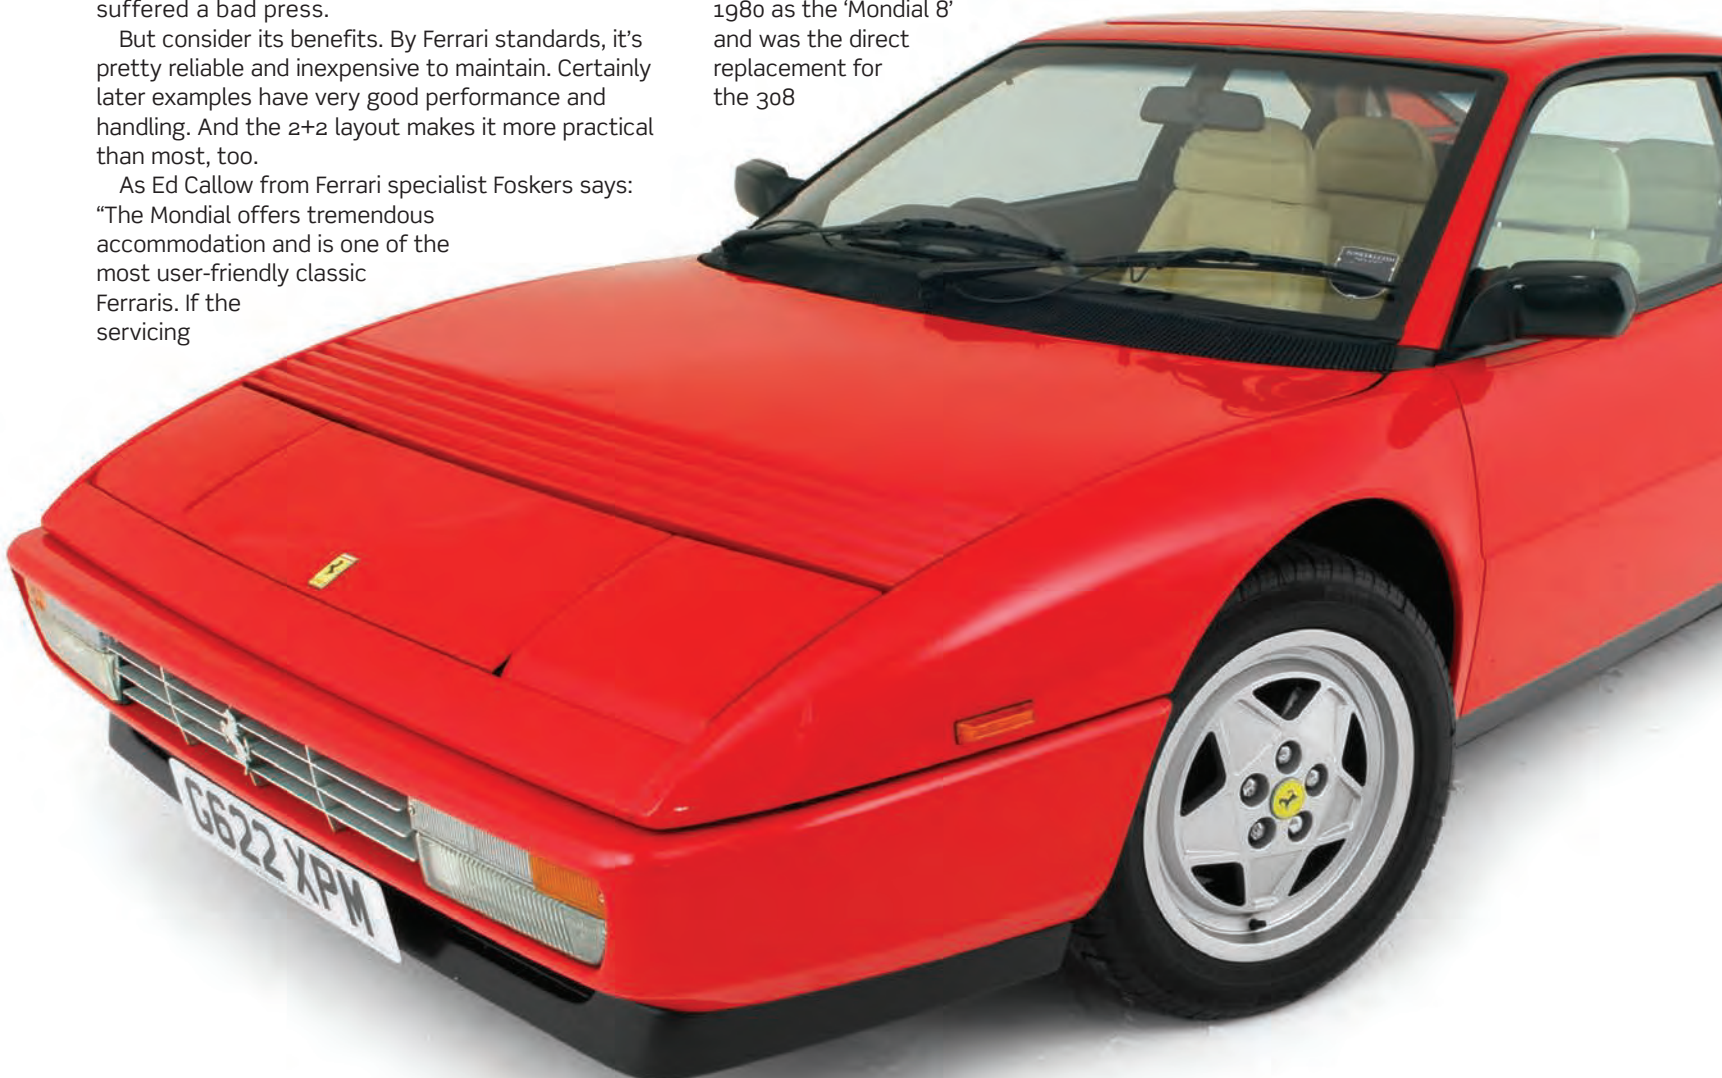 suffered a bad press.
But consider its benefits. By Ferrari standards, it’s
pretty reliable and inexpensive to maintain. Certainly
later examples have very good performance and
handling. And the 2+2 layout makes it more practical
than most, too.
As Ed Callow from Ferrari specialist Foskers says:
“The Mondial offers tremendous
accommodation and is one of the
most user-friendly classic
Ferraris. If the
servicing
1980 as the ‘Mondial 8’
and was the direct
replacement for
the 308
G622 XPM